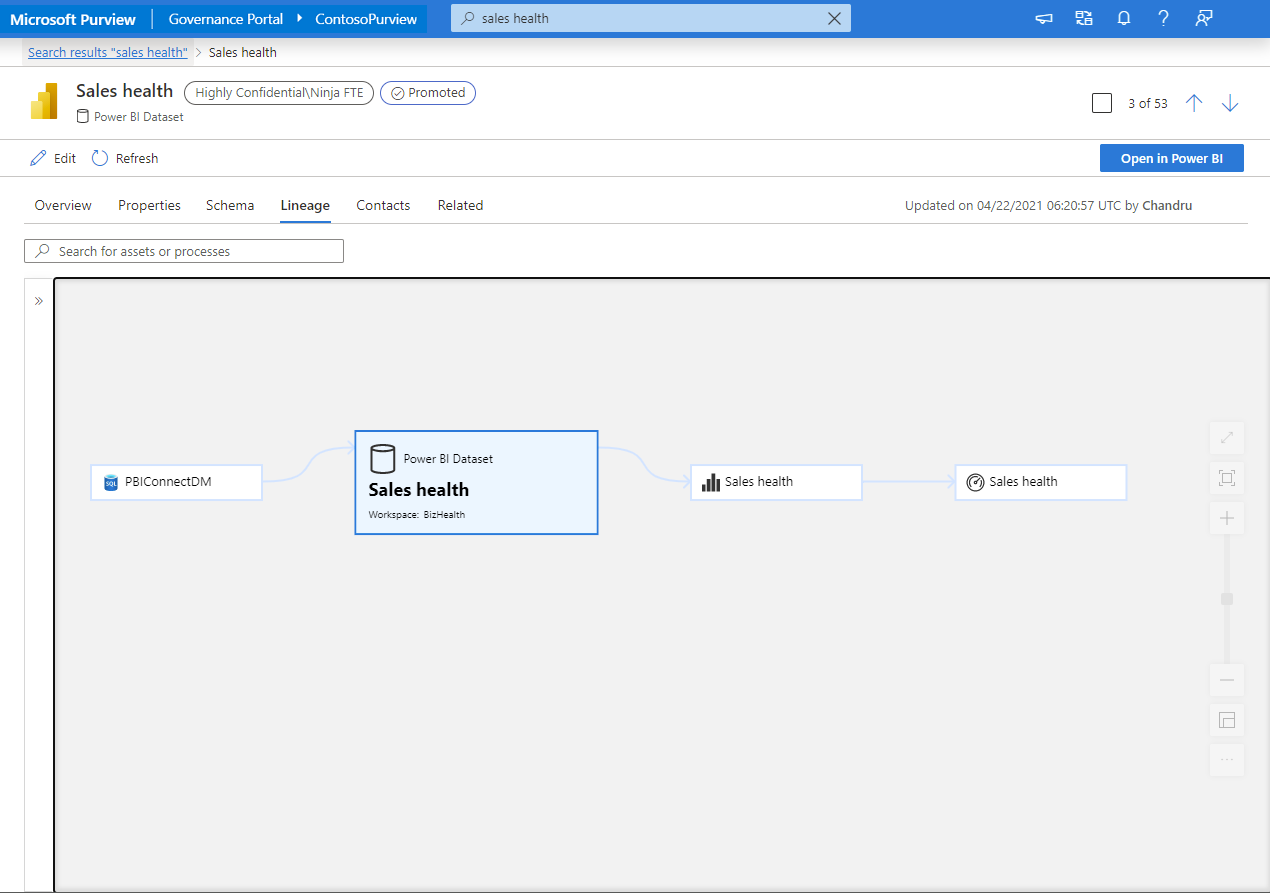 Microsoft Purview
Governance Portal
ContosoPurview
sales health
Search results "sales health" > Sales health
Sales health
Highly Confidential\Ninja FTE
Promoted
Power BI Dataset
3 of 53
Edit
Refresh
Open in Power BI
Overview
Properties
Schema
Lineage
Contacts
Related
Updated on 04/22/2021 06:20:57 UTC by Chandru
Search for assets or processes
SQL
PBIConnectDM
Power BI Dataset
Sales health
Workspace: BizHealth
Sales health
Sales health